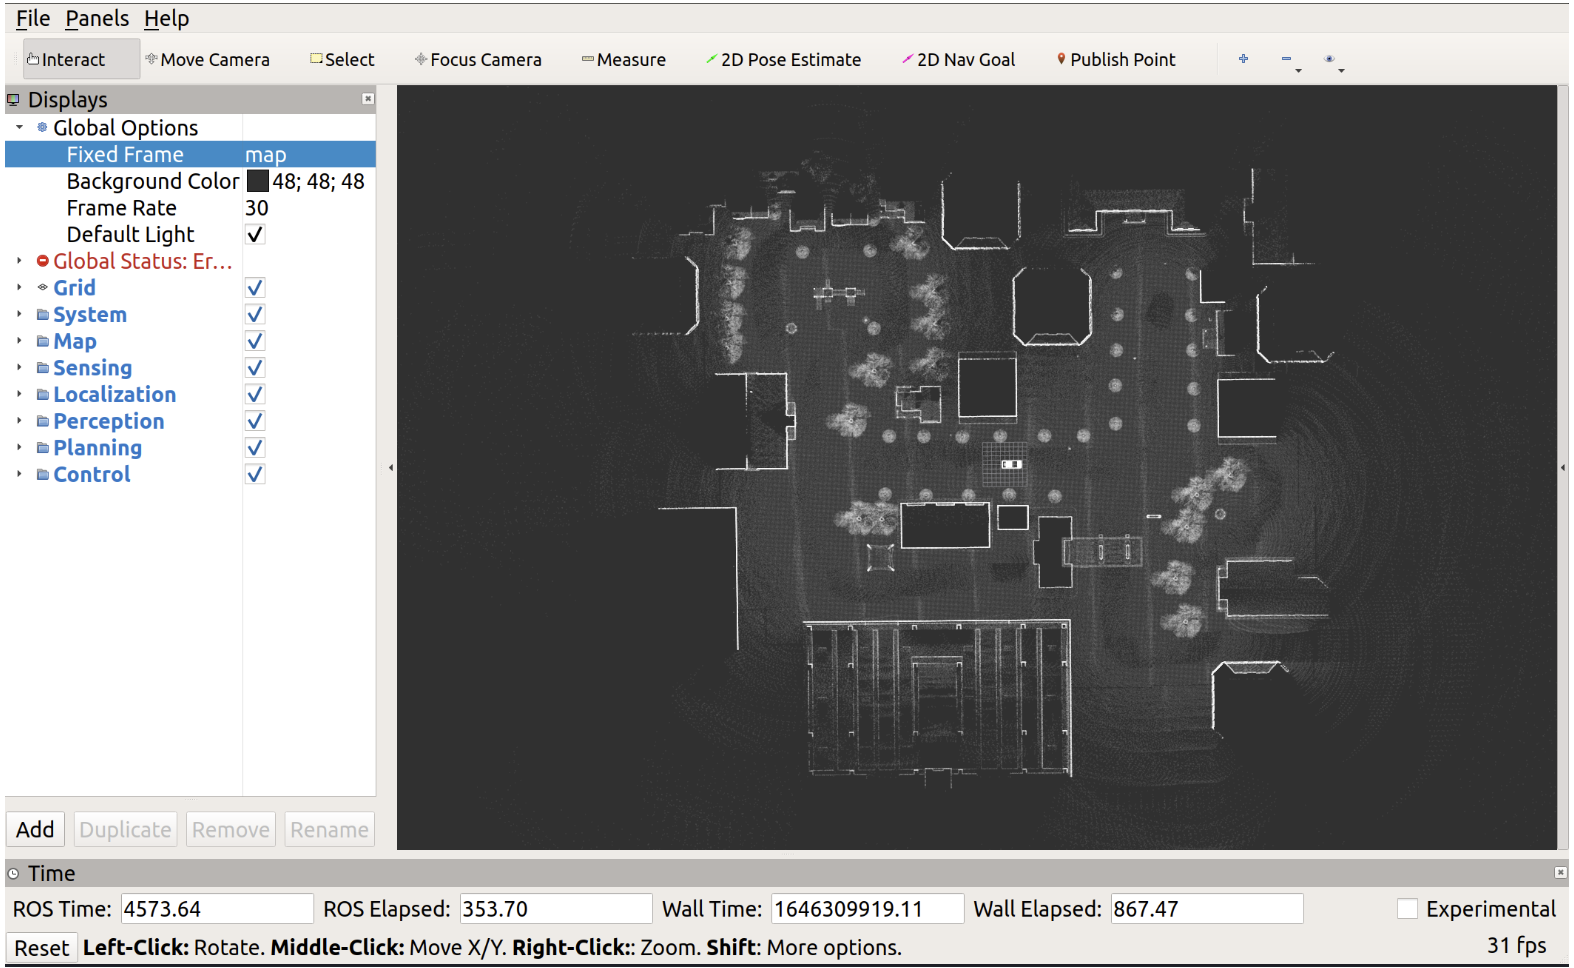 File Panels Help
Interact Move Camera Select Focus Camera Measure 2D Pose Estimate 2D Nav Goal Publish Point
Displays
Global Options
Fixed Frame map
Background Color 48; 48; 48
Frame Rate 30
Default Light
Global Status: Er...
Grid
System
Map
Sensing
Localization
Perception
Planning
Control
Add Duplicate Remove Rename
Time
ROS Time: 4573.64 ROS Elapsed: 353.70 Wall Time: 1646309919.11 Wall Elapsed: 867.47 Experimental
Reset Left-Click: Rotate. Middle-Click: Move X/Y. Right-Click:: Zoom. Shift: More options. 31 fps